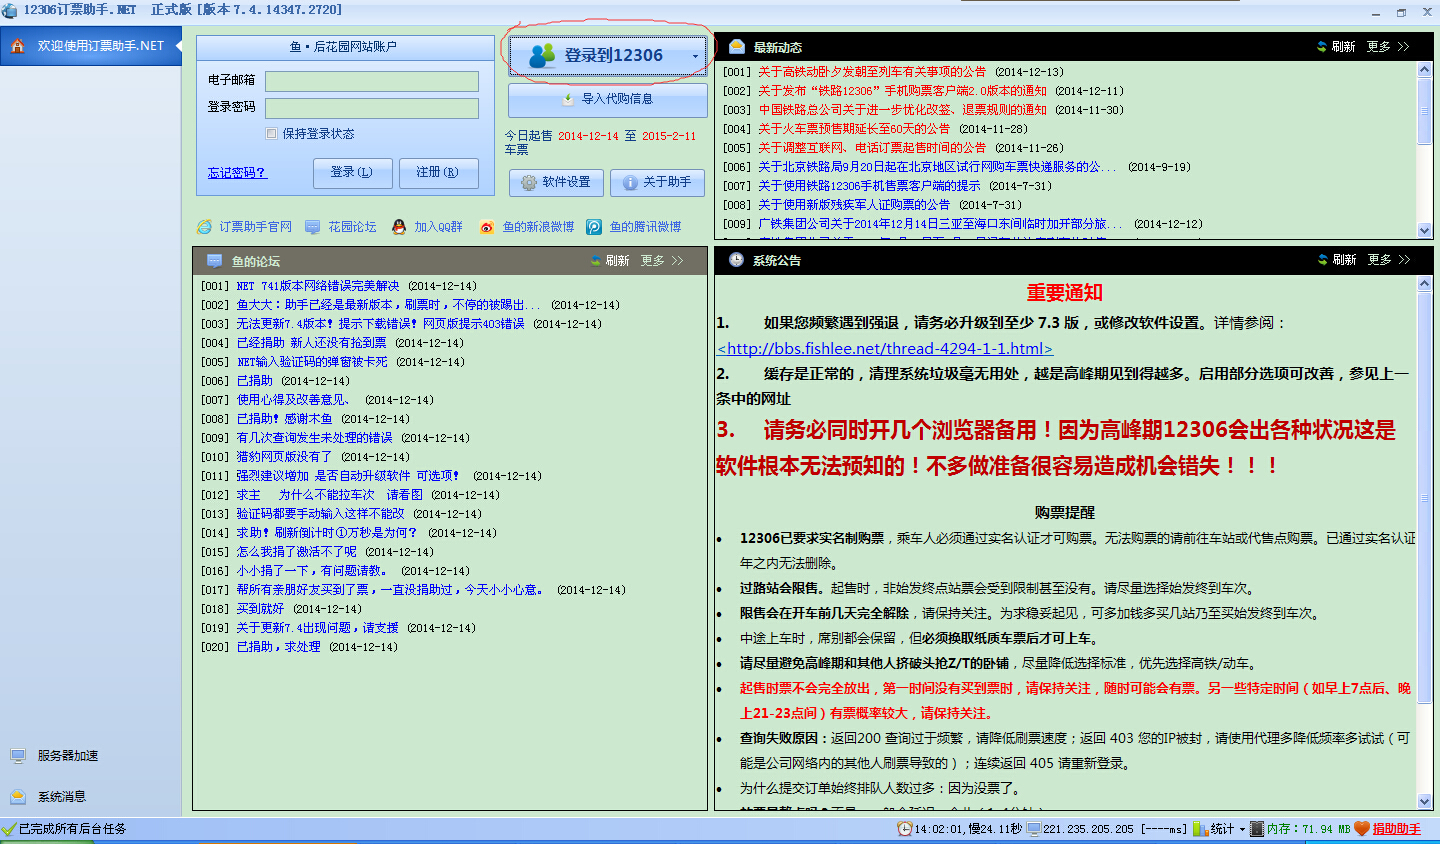 12306订票助手.NET 正式版 [版本 7.4.14347.2720]
欢迎使用订票助手.NET
鱼·后花园网站账户
电子邮箱
登录密码
保持登录状态
忘记密码？
登录(L)
注册(R)
登录到12306
导入代购信息
今日起售 2014-12-14 至 2015-2-11
车票
软件设置
关于助手
订票助手官网
花园论坛
加入QQ群
鱼的新浪微博
鱼的腾讯微博
最新动态 刷新 更多 >>
[001] 关于高铁动卧夕发朝至列车有关事项的公告 (2014-12-13)
[002] 关于发布“铁路12306”手机购票客户端2.0版本的通知 (2014-12-11)
[003] 中国铁路总公司关于进一步优化改签、退票规则的通知 (2014-11-30)
[004] 关于火车票预售期延长至60天的公告 (2014-11-28)
[005] 关于调整互联网、电话订票起售时间的公告 (2014-11-26)
[006] 关于北京铁路局9月20日起在北京地区试行网购车票快递服务的公... (2014-9-19)
[007] 关于使用铁路12306手机售票客户端的提示 (2014-7-31)
[008] 关于使用新版残疾军人证购票的公告 (2014-7-31)
[009] 广铁集团公司关于2014年12月14日三亚至海口东间临时加开部分旅... (2014-12-12)
鱼的论坛 刷新 更多 >>
[001] NET 741版本网络错误完美解决 (2014-12-14)
[002] 鱼大大：助手已经是最新版本，刷票时，不停的被踢出... (2014-12-14)
[003] 无法更新7.4版本！提示下载错误！网页版提示403错误 (2014-12-14)
[004] 已经捐助 新人还没有抢到票 (2014-12-14)
[005] NET输入验证码的弹窗被卡死 (2014-12-14)
[006] 已捐助 (2014-12-14)
[007] 使用心得及改善意见、 (2014-12-14)
[008] 已捐助！感谢木鱼 (2014-12-14)
[009] 有几次查询发生未处理的错误 (2014-12-14)
[010] 猎豹网页版没有了 (2014-12-14)
[011] 强烈建议增加 是否自动升级软件 可选项！ (2014-12-14)
[012] 求主 为什么不能拉车次 请看图 (2014-12-14)
[013] 验证码都要手动输入这样不能改 (2014-12-14)
[014] 求助！刷新倒计时①万秒是为何？ (2014-12-14)
[015] 怎么我捐了激活不了呢 (2014-12-14)
[016] 小小捐了一下，有问题请教。 (2014-12-14)
[017] 帮所有亲朋好友买到了票，一直没捐助过，今天小小心意。 (2014-12-14)
[018] 买到就好 (2014-12-14)
[019] 关于更新7.4出现问题，请支援 (2014-12-14)
[020] 已捐助，求处理 (2014-12-14)
系统公告 刷新 更多 >>
重要通知
1. 如果您频繁遇到强退，请务必升级到至少 7.3 版，或修改软件设置。详情参阅：
<http://bbs.fishlee.net/thread-4294-1-1.html>
2. 缓存是正常的，清理系统垃圾毫无用处，越是高峰期见到得越多。启用部分选项可改善，参见上一
条中的网址
3. 请务必同时开几个浏览器备用！因为高峰期12306会出各种状况这是
软件根本无法预知的！不多做准备很容易造成机会错失！！！
购票提醒
• 12306已要求实名制购票，乘车人必须通过实名认证才可购票。无法购票的请前往车站或代售点购票。已通过实名认证
年之内无法删除。
• 过路站会限售。起售时，非始发终点站票会受到限制甚至没有。请尽量选择始发终到车次。
• 限售会在开车前几天完全解除，请保持关注。为求稳妥起见，可多加钱多买几站乃至买始发终到车次。
• 中途上车时，席别都会保留，但必须换取纸质车票后才可上车。
• 请尽量避免高峰期和其他人挤破头抢Z/T的卧铺，尽量降低选择标准，优先选择高铁/动车。
• 起售时票不会完全放出，第一时间没有买到票时，请保持关注，随时可能会有票。另一些特定时间（如早上7点后、晚
上21-23点间）有票概率较大，请保持关注。
• 查询失败原因：返回200 查询过于频繁，请降低刷票速度；返回 403 您的IP被封，请使用代理多降低频率多试试（可
能是公司网络内的其他人刷票导致的）；连续返回 405 请重新登录。
• 为什么提交订单始终排队人数过多：因为没票了。
服务器加速
系统消息
已完成所有后台任务
14:02:01,慢24.11秒
221.235.205.205 [----ms]
统计
内存：71.94 MB
捐助助手